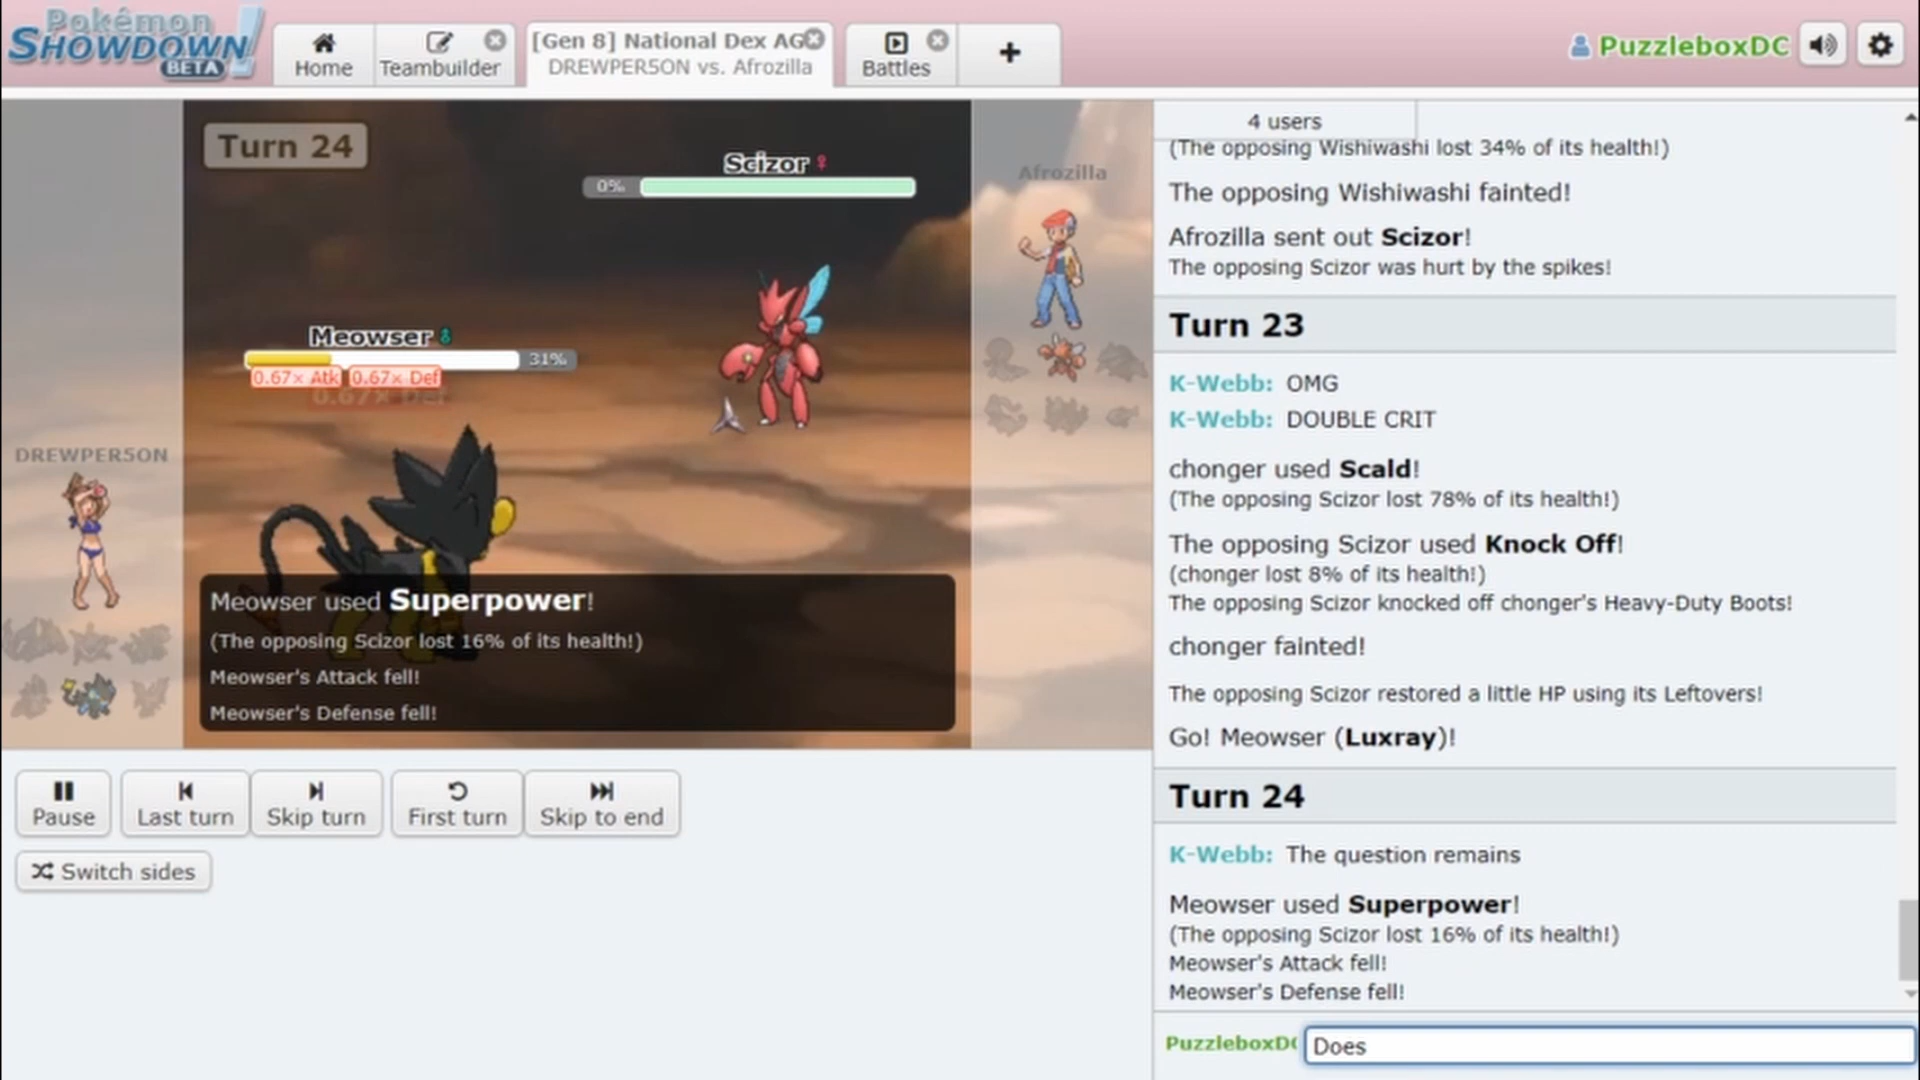 Pokémon
SHOWDOWN!
BETA
Home
Teambuilder
[Gen 8] National Dex AG
DREWPER5ON vs. Afrozilla
Battles
PuzzleboxDC
Turn 24
Scizor
0%
Afrozilla
Meowser
31%
0.67× Atk 0.67× Def
0.67× Def
DREWPER5ON
Meowser used Superpower!
(The opposing Scizor lost 16% of its health!)
Meowser's Attack fell!
Meowser's Defense fell!
Pause
Last turn
Skip turn
First turn
Skip to end
Switch sides
4 users
(The opposing Wishiwashi lost 34% of its health!)
The opposing Wishiwashi fainted!
Afrozilla sent out Scizor!
The opposing Scizor was hurt by the spikes!
Turn 23
K-Webb: OMG
K-Webb: DOUBLE CRIT
chonger used Scald!
(The opposing Scizor lost 78% of its health!)
The opposing Scizor used Knock Off!
(chonger lost 8% of its health!)
The opposing Scizor knocked off chonger's Heavy-Duty Boots!
chonger fainted!
The opposing Scizor restored a little HP using its Leftovers!
Go! Meowser (Luxray)!
Turn 24
K-Webb: The question remains
Meowser used Superpower!
(The opposing Scizor lost 16% of its health!)
Meowser's Attack fell!
Meowser's Defense fell!
PuzzleboxDC
Does